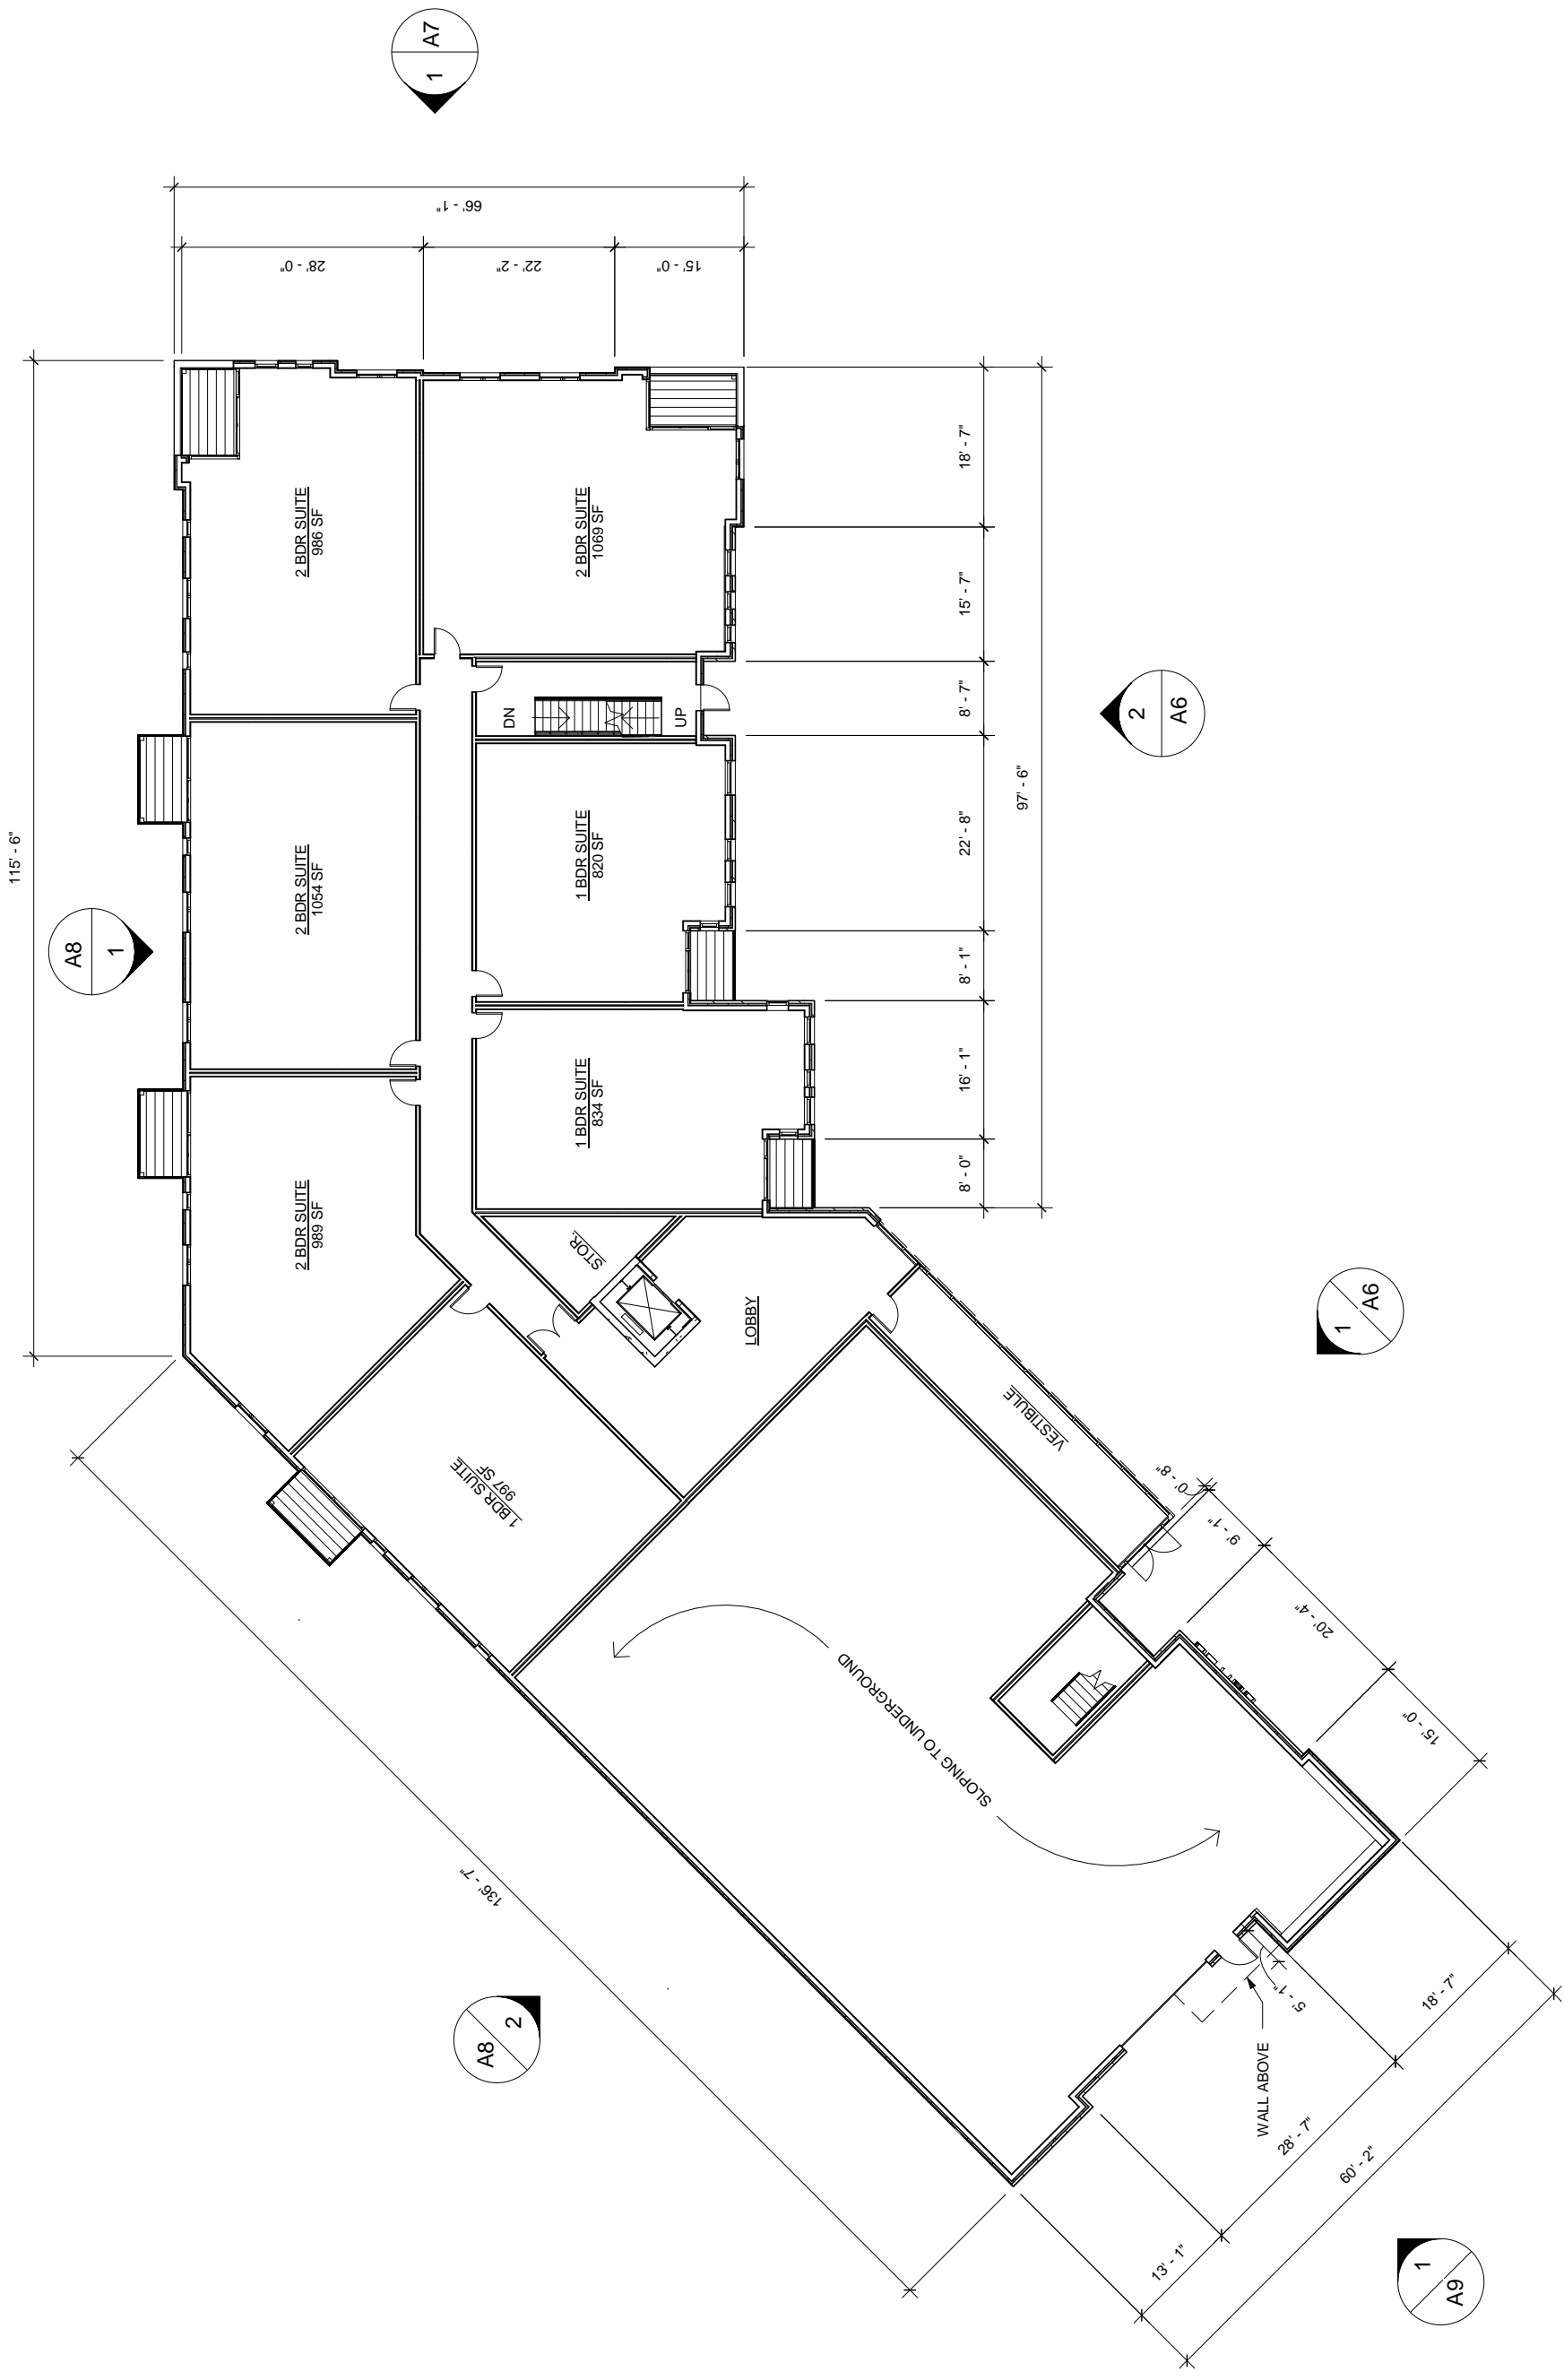 1
A7
66' - 1"
28' - 0"
22' - 2"
15' - 0"
115' - 6"
2 BDR SUITE
986 SF
2 BDR SUITE
1069 SF
18' - 7"
15' - 7"
8' - 7"
22' - 8"
8' - 1"
16' - 1"
8' - 0"
97' - 6"
DN
UP
2
A6
2 BDR SUITE
1054 SF
1 BDR SUITE
820 SF
A8
1
2 BDR SUITE
989 SF
1 BDR SUITE
834 SF
STOR.
LOBBY
1
A6
1 BDR SUITE
997 SF
VESTIBULE
0' - 8"
9' - 1"
20' - 4"
15' - 0"
SLOPING TO UNDERGROUND
136' - 7"
A8
2
5' - 1"
WALL ABOVE
18' - 7"
28' - 7"
60' - 2"
13' - 1"
1
A9